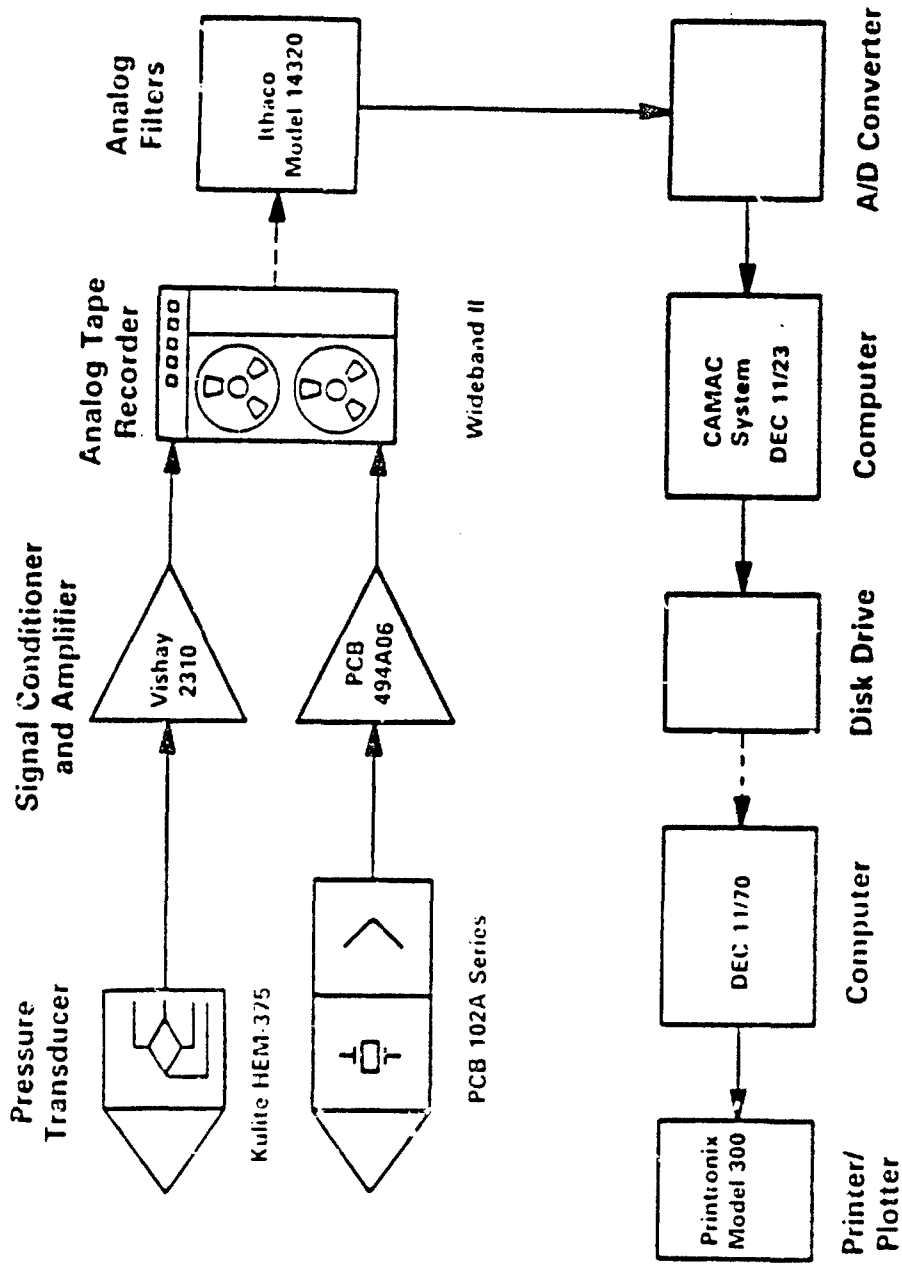 Pressure
Transducer
Signal Conditioner
and Amplifier
Analog Tape
Recorder
Analog
Filters
Vishay
2310
Ithaco
Model 14320
Kulite HEM-375
PCB
494A06
Wideband II
PCB 102A Series
Printronix
Model 300
DEC 11/70
CAMAC
System
DEC 11/23
Printer/
Plotter
Computer
Disk Drive
Computer
A/D Converter